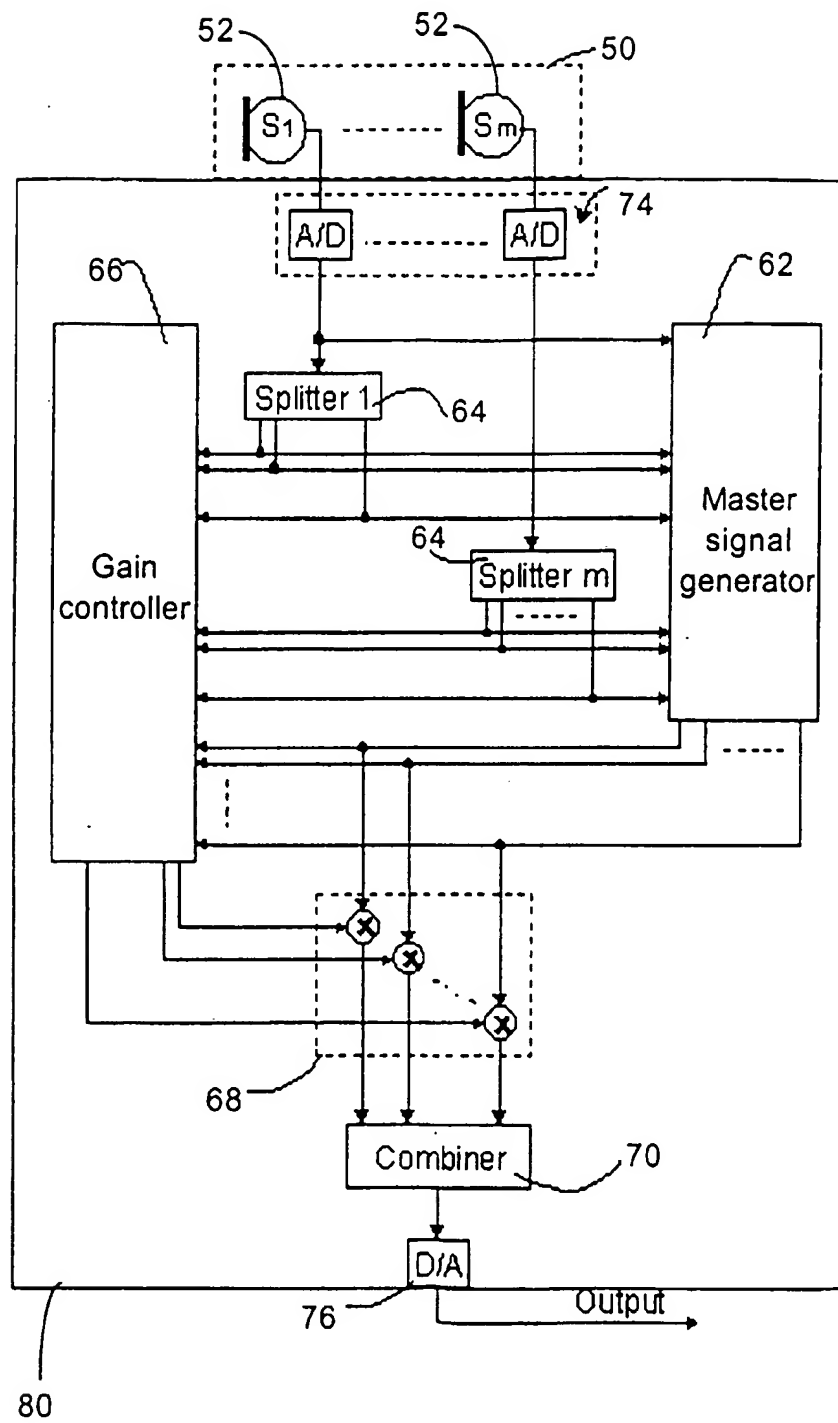 52
52
50
S1
Sm
74
A/D
A/D
66
62
Splitter 1
64
Master
signal
generator
64
Splitter m
Gain
controller
x
x
x
68
Combiner
70
D/A
76
Output
80